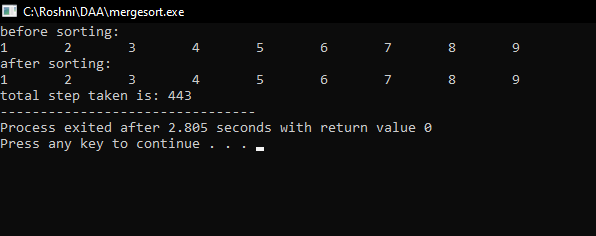 C:\Roshni\DAA\mergesort.exe
before sorting:
1 2 3 4 5 6 7 8 9
after sorting:
1 2 3 4 5 6 7 8 9
total step taken is: 443
--------------------------------
Process exited after 2.805 seconds with return value 0
Press any key to continue . . .